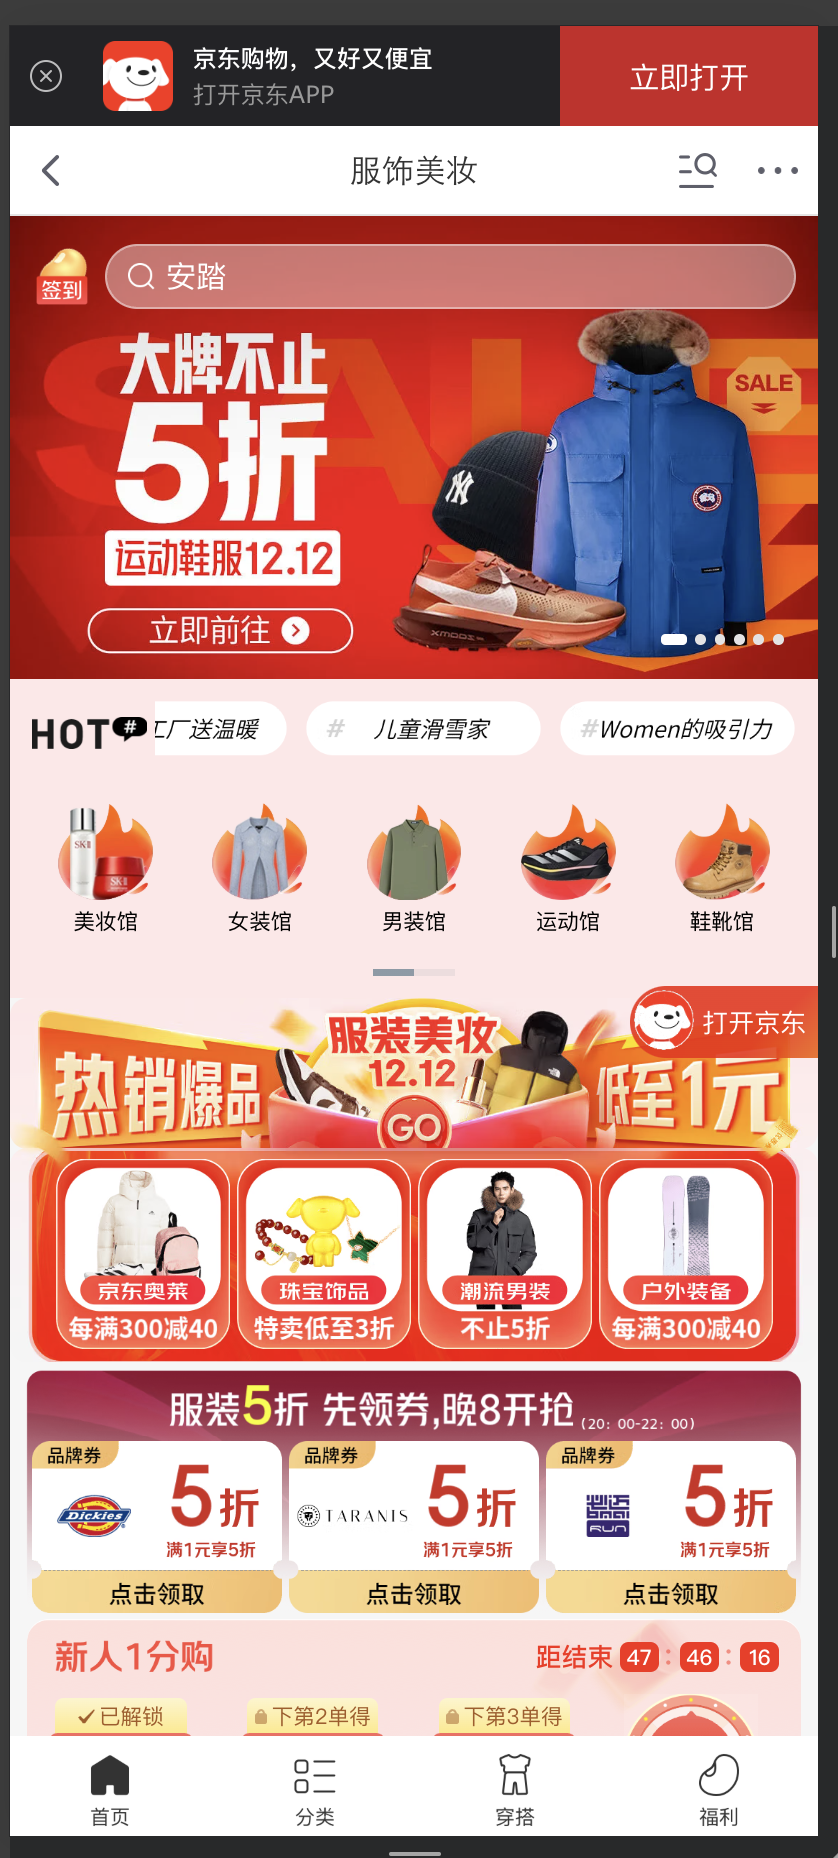 京东购物，又好又便宜
打开京东APP
立即打开
服饰美妆
签到
安踏
大牌不止
5折
SALE
运动鞋服12.12
立即前往
XMODE
HOT #
工厂送温暖
# 儿童滑雪家
#Women的吸引力
SK-II
SK-II
美妆馆
女装馆
男装馆
运动馆
鞋靴馆
打开京东
服装美妆
12.12
热销爆品
低至1元
GO
京东奥莱
珠宝饰品
潮流男装
户外装备
每满300减40
特卖低至3折
不止5折
每满300减40
服装5折 先领券,晚8开抢 (20：00-22：00)
品牌券
品牌券
品牌券
Dickies
5折
TARANIS
5折
RUN
5折
满1元享5折
满1元享5折
满1元享5折
点击领取
点击领取
点击领取
新人1分购
距结束 47 : 46 : 16
已解锁
下第2单得
下第3单得
首页
分类
穿搭
福利